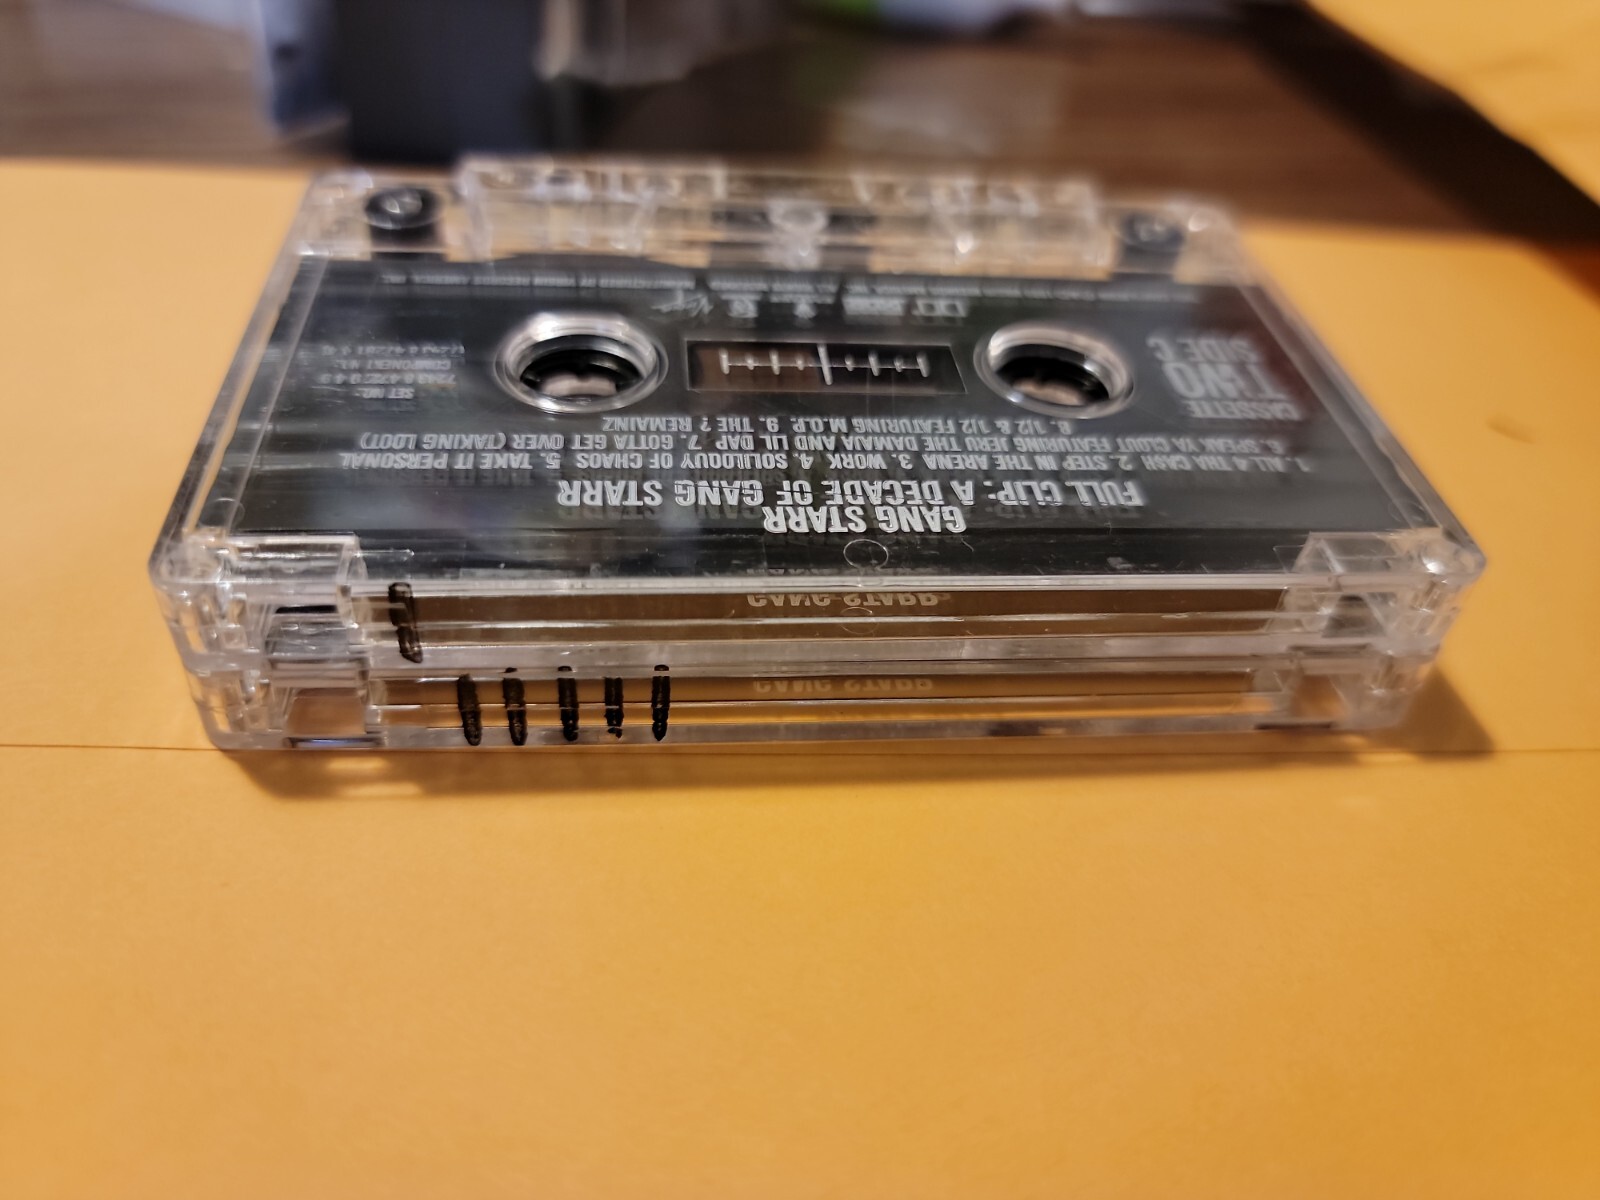 GANG STARR
FULL CLIP: A DECADE OF GANG STARR
1. ALL 4 THA CA$H 2. STEP IN THE ARENA 3. WORK 4. SOLILOQUY OF CHAOS 5. TAKE IT PERSONAL
6. SPEAK YA CLOUT FEATURING JERU THE DAMAJA AND LIL' DAP 7. GOTTA GET OVER (TAKING LOOT)
8. 1/2 & 1/2 FEATURING M.O.P. 9. THE ? REMAINZ
CASSETTE
TWO
SIDE C
SET NO.:
COMPONENT NO.:
Virgin
GANG STARR
GANG STARR